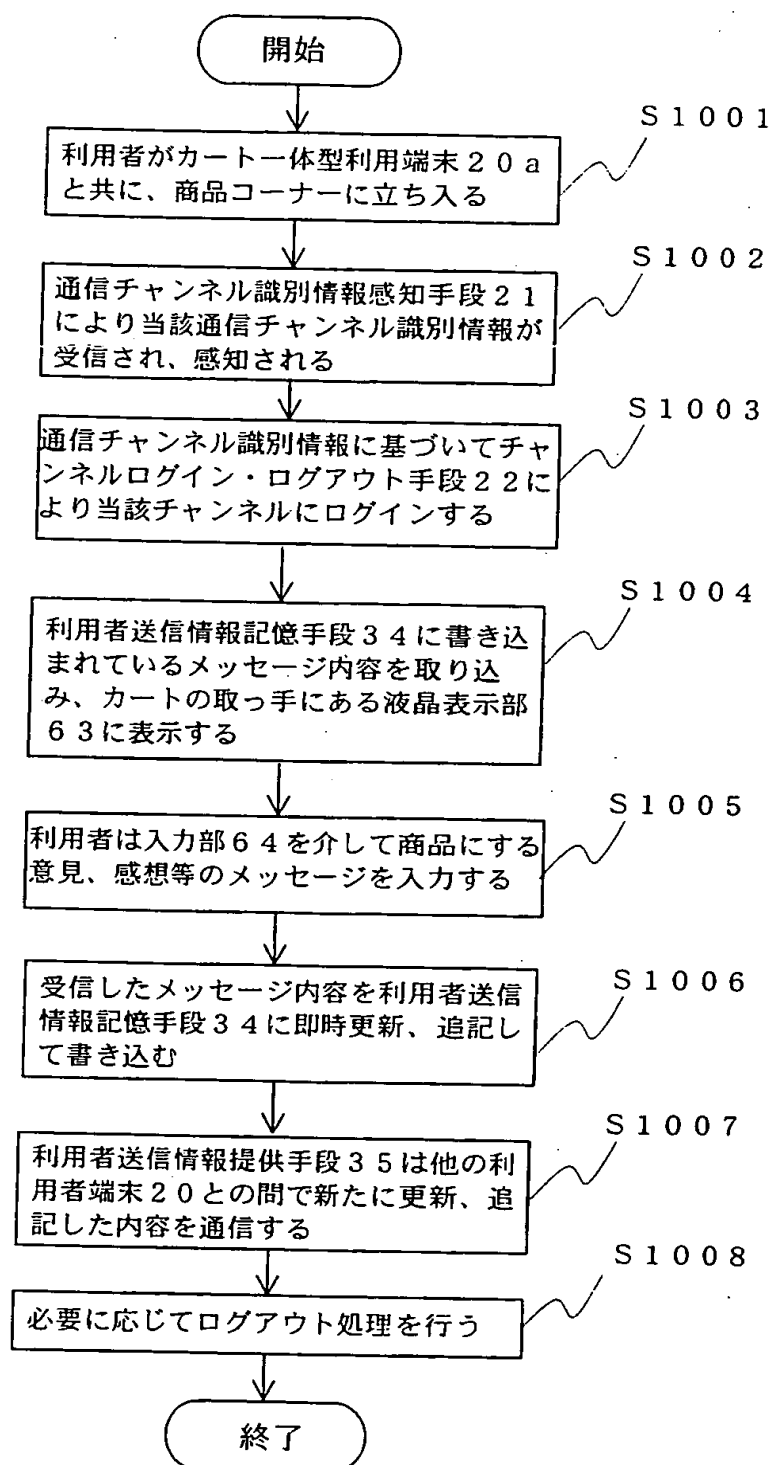 開始
S1001
利用者がカート一体型利用端末20a
と共に、商品コーナーに立ち入る
S1002
通信チャンネル識別情報感知手段21
により当該通信チャンネル識別情報が
受信され、感知される
S1003
通信チャンネル識別情報に基づいてチャ
ンネルログイン・ログアウト手段22に
より当該チャンネルにログインする
S1004
利用者送信情報記憶手段34に書き込
まれているメッセージ内容を取り込
み、カートの取っ手にある液晶表示部
63に表示する
S1005
利用者は入力部64を介して商品にする
意見、感想等のメッセージを入力する
S1006
受信したメッセージ内容を利用者送信
情報記憶手段34に即時更新、追記し
て書き込む
S1007
利用者送信情報提供手段35は他の利
用者端末20との間で新たに更新、追
記した内容を通信する
S1008
必要に応じてログアウト処理を行う
終了